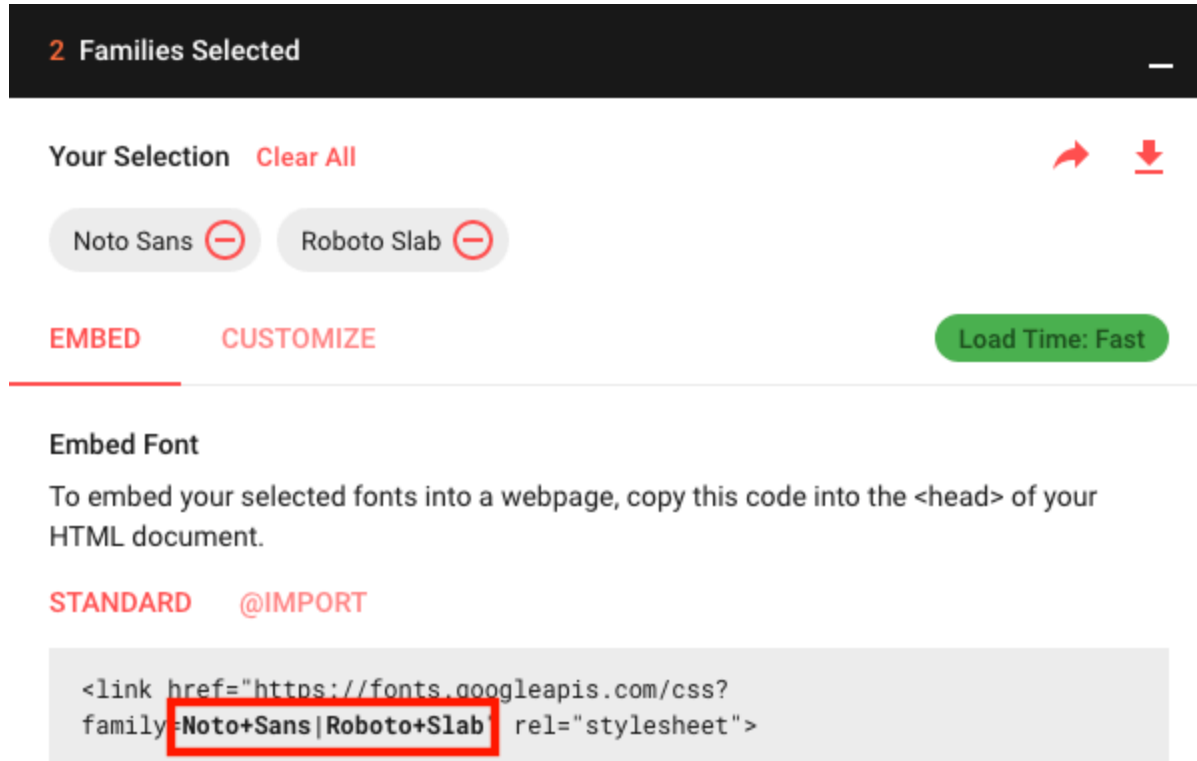 2 Families Selected
Your Selection Clear All
Noto Sans Roboto Slab
EMBED CUSTOMIZE Load Time: Fast
Embed Font
To embed your selected fonts into a webpage, copy this code into the <head> of your
HTML document.
STANDARD @IMPORT
<link href="https://fonts.googleapis.com/css?
family=Noto+Sans|Roboto+Slab" rel="stylesheet">